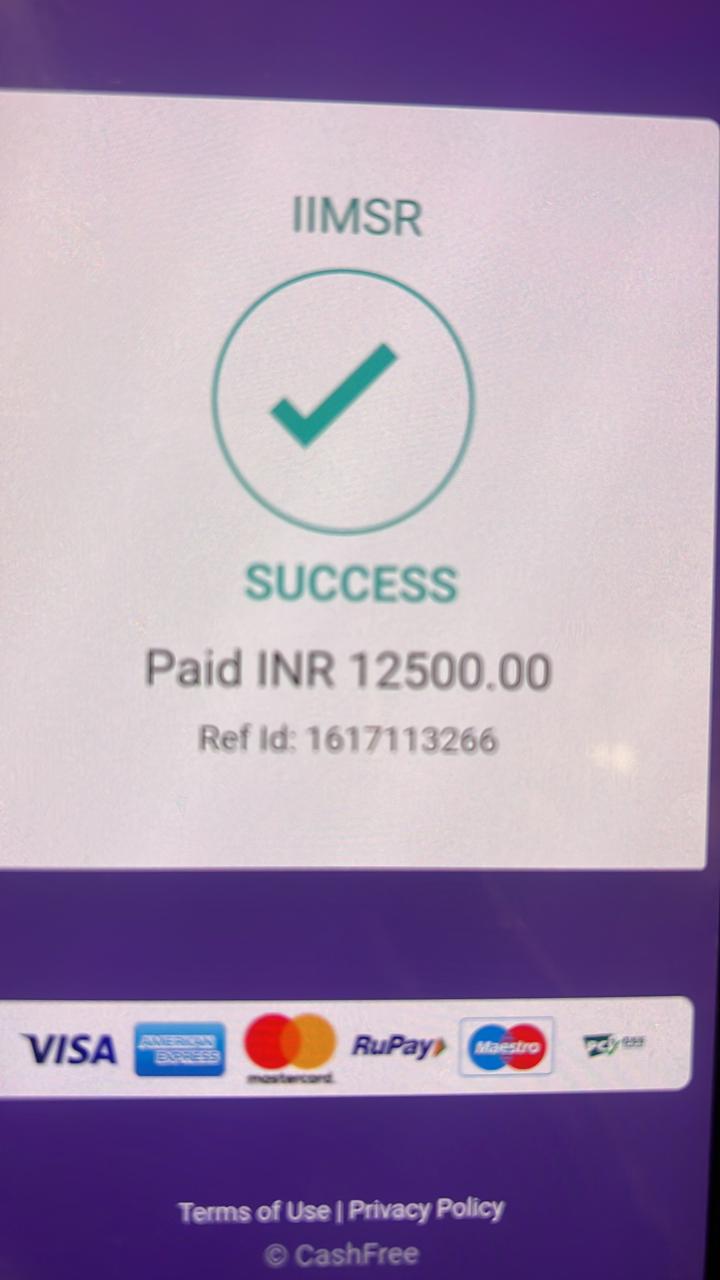 IIMSR
SUCCESS
Paid INR 12500.00
Ref Id: 1617113266
VISA AMERICAN EXPRESS mastercard. RuPay Maestro PCI
Terms of Use | Privacy Policy
© CashFree